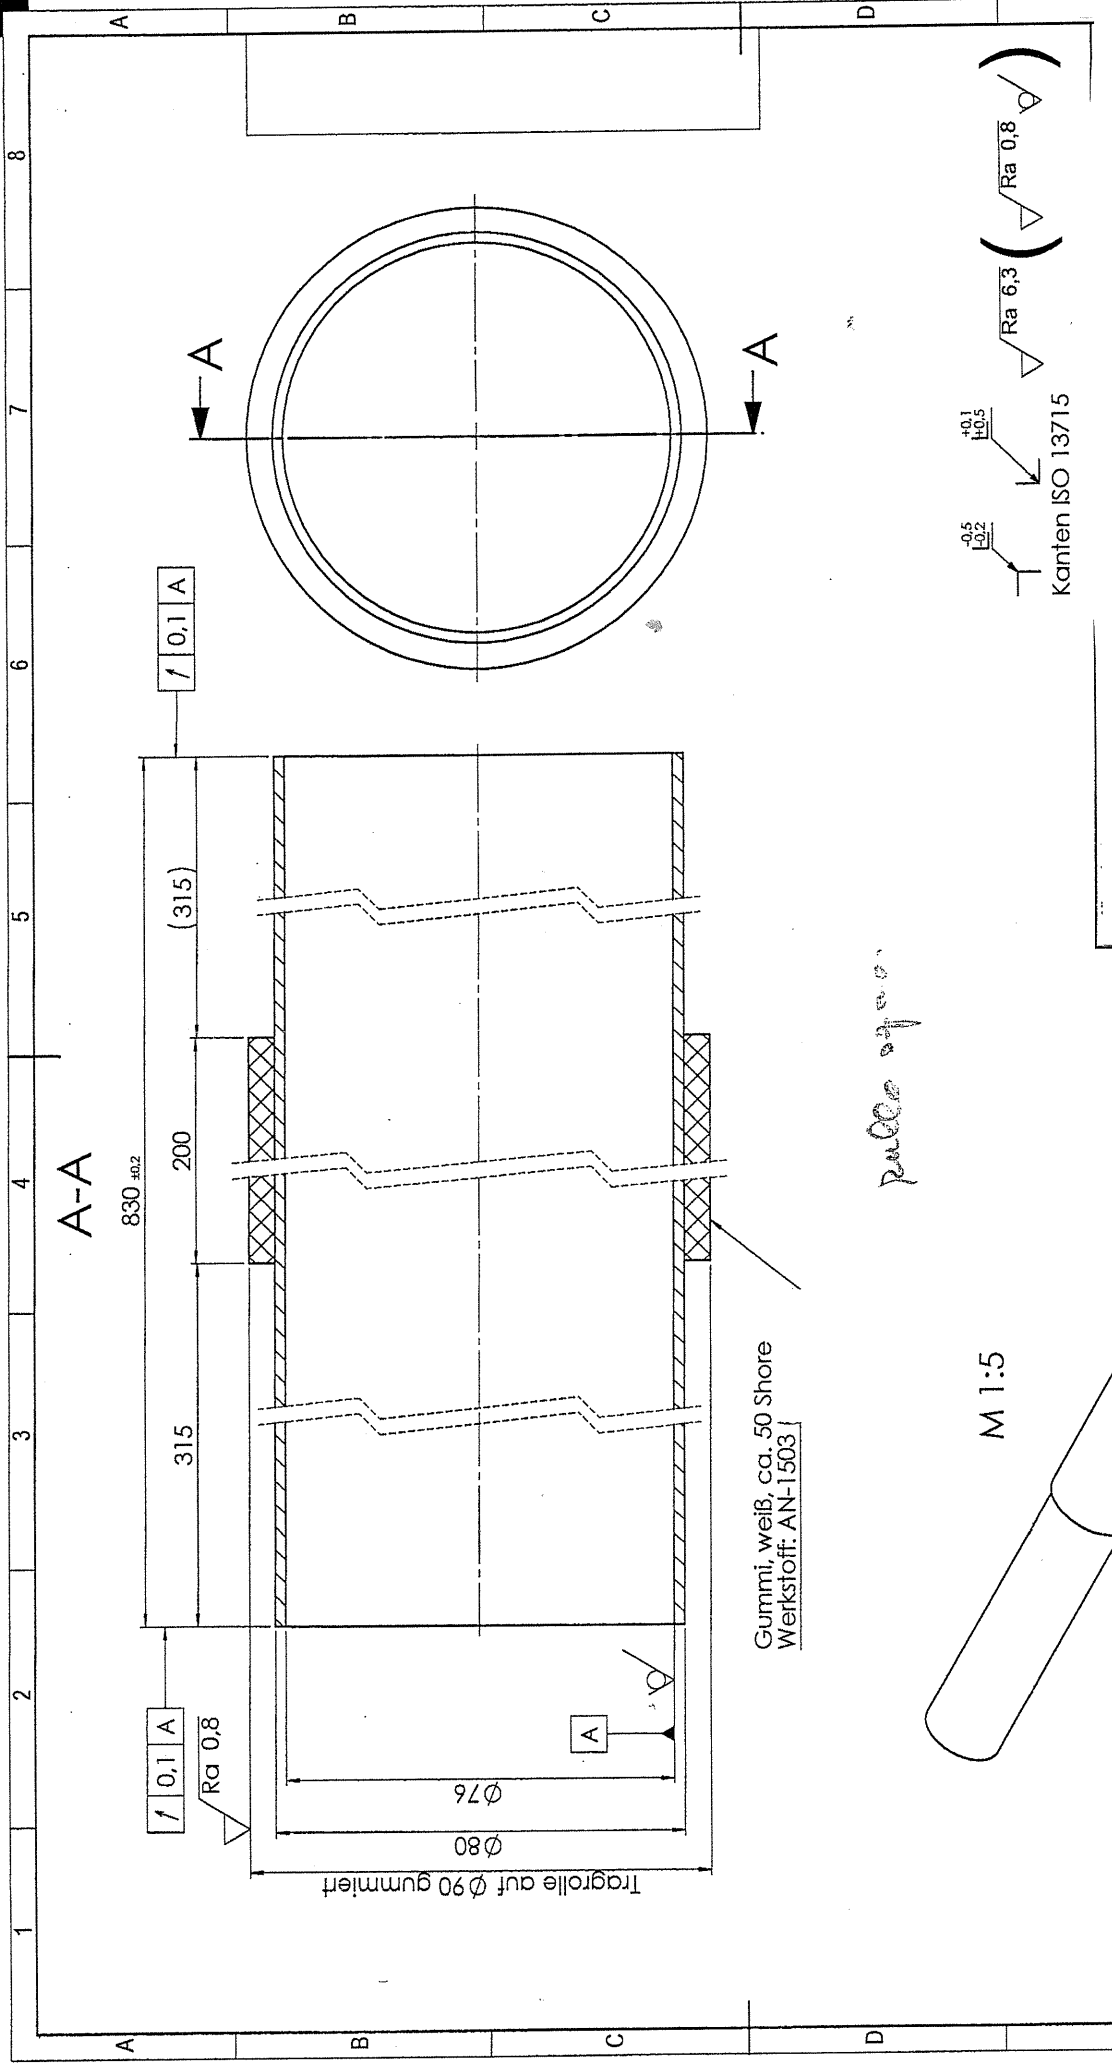 1
2
3
4
5
6
7
8
A
B
C
D
A
B
C
D
A-A
830 ±0,2
315
200
(315)
0,1 A
0,1 A
Ra 0,8
Tragrolle auf Ø90 gummiert
Ø80
Ø76
A
A
A
Gummi, weiß, ca. 50 Shore
Werkstoff: AN-1503
M 1:5
-0,5
-0,2
+0,1
+0,5
Kanten ISO 13715
Ra 6,3 ( Ra 0,8 )